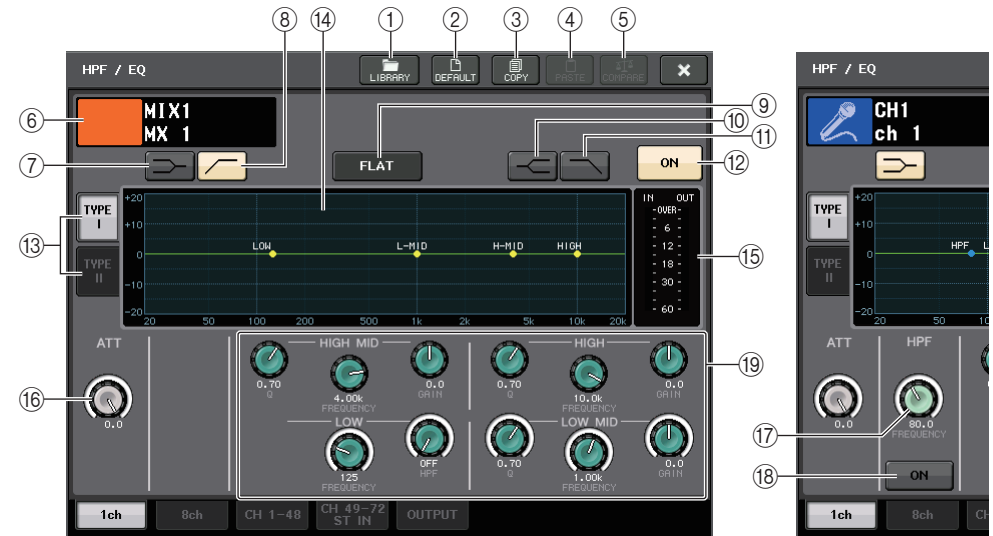 ⑧ ⑭ ① ② ③ ④ ⑤
HPF / EQ
LIBRARY DEFAULT COPY PASTE COMPARE
HPF / EQ
⑥
MIX1
MX 1
⑨
⑩
⑪
CH1
ch 1
⑦
FLAT
ON
⑫
TYPE I
TYPE II
⑬
+20
+10
0
-10
-20
LOW L-MID H-MID HIGH
20 50 100 200 500 1k 2k 5k 10k 20k
IN OUT
-OVER-
- 6 -
- 12 -
- 18 -
- 30 -
- 60 -
⑮
TYPE I
TYPE II
+20
+10
0
-10
-20
HPF L
20 50 10
ATT
⑯
0.0
HIGH MID
0.70
Q
4.00k
FREQUENCY
0.0
GAIN
HIGH
0.70
Q
10.0k
FREQUENCY
0.0
GAIN
⑲
LOW
125
FREQUENCY
OFF
HPF
LOW MID
0.70
Q
1.00k
FREQUENCY
0.0
GAIN
ATT
0.0
HPF
⑰
80.0
FREQUENCY
⑱
ON
1ch 8ch CH 1-48 CH 49-72 ST IN OUTPUT
1ch 8ch CH